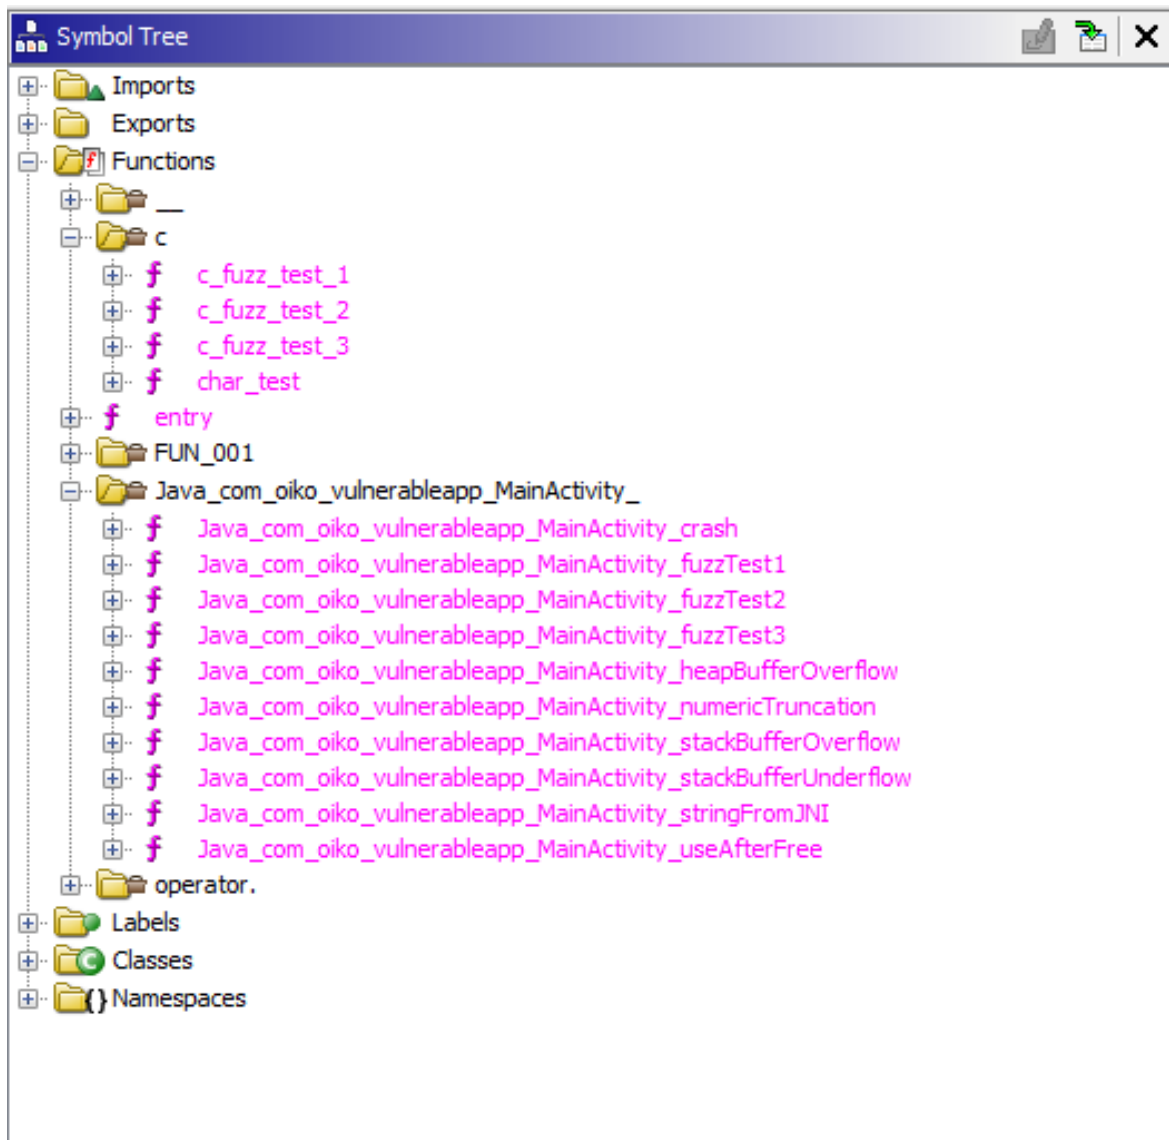 Symbol Tree
Imports
Exports
Functions
__
c
c_fuzz_test_1
c_fuzz_test_2
c_fuzz_test_3
char_test
entry
FUN_001
Java_com_oiko_vulnerableapp_MainActivity_
Java_com_oiko_vulnerableapp_MainActivity_crash
Java_com_oiko_vulnerableapp_MainActivity_fuzzTest1
Java_com_oiko_vulnerableapp_MainActivity_fuzzTest2
Java_com_oiko_vulnerableapp_MainActivity_fuzzTest3
Java_com_oiko_vulnerableapp_MainActivity_heapBufferOverflow
Java_com_oiko_vulnerableapp_MainActivity_numericTruncation
Java_com_oiko_vulnerableapp_MainActivity_stackBufferOverflow
Java_com_oiko_vulnerableapp_MainActivity_stackBufferUnderflow
Java_com_oiko_vulnerableapp_MainActivity_stringFromJNI
Java_com_oiko_vulnerableapp_MainActivity_useAfterFree
operator.
Labels
Classes
Namespaces